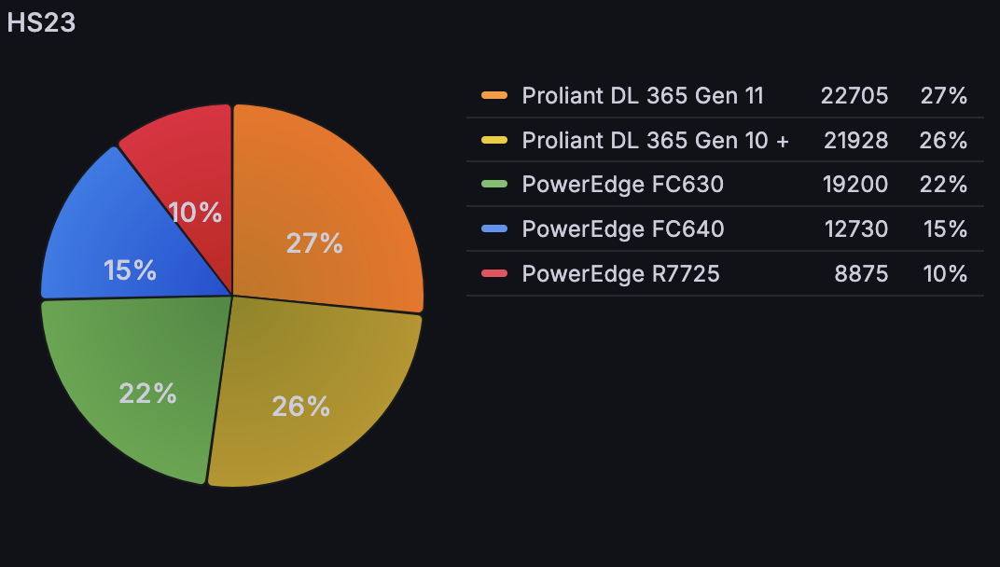 HS23
Proliant DL 365 Gen 11 22705 27%
Proliant DL 365 Gen 10 + 21928 26%
PowerEdge FC630 19200 22%
PowerEdge FC640 12730 15%
PowerEdge R7725 8875 10%
10%
27%
15%
22%
26%